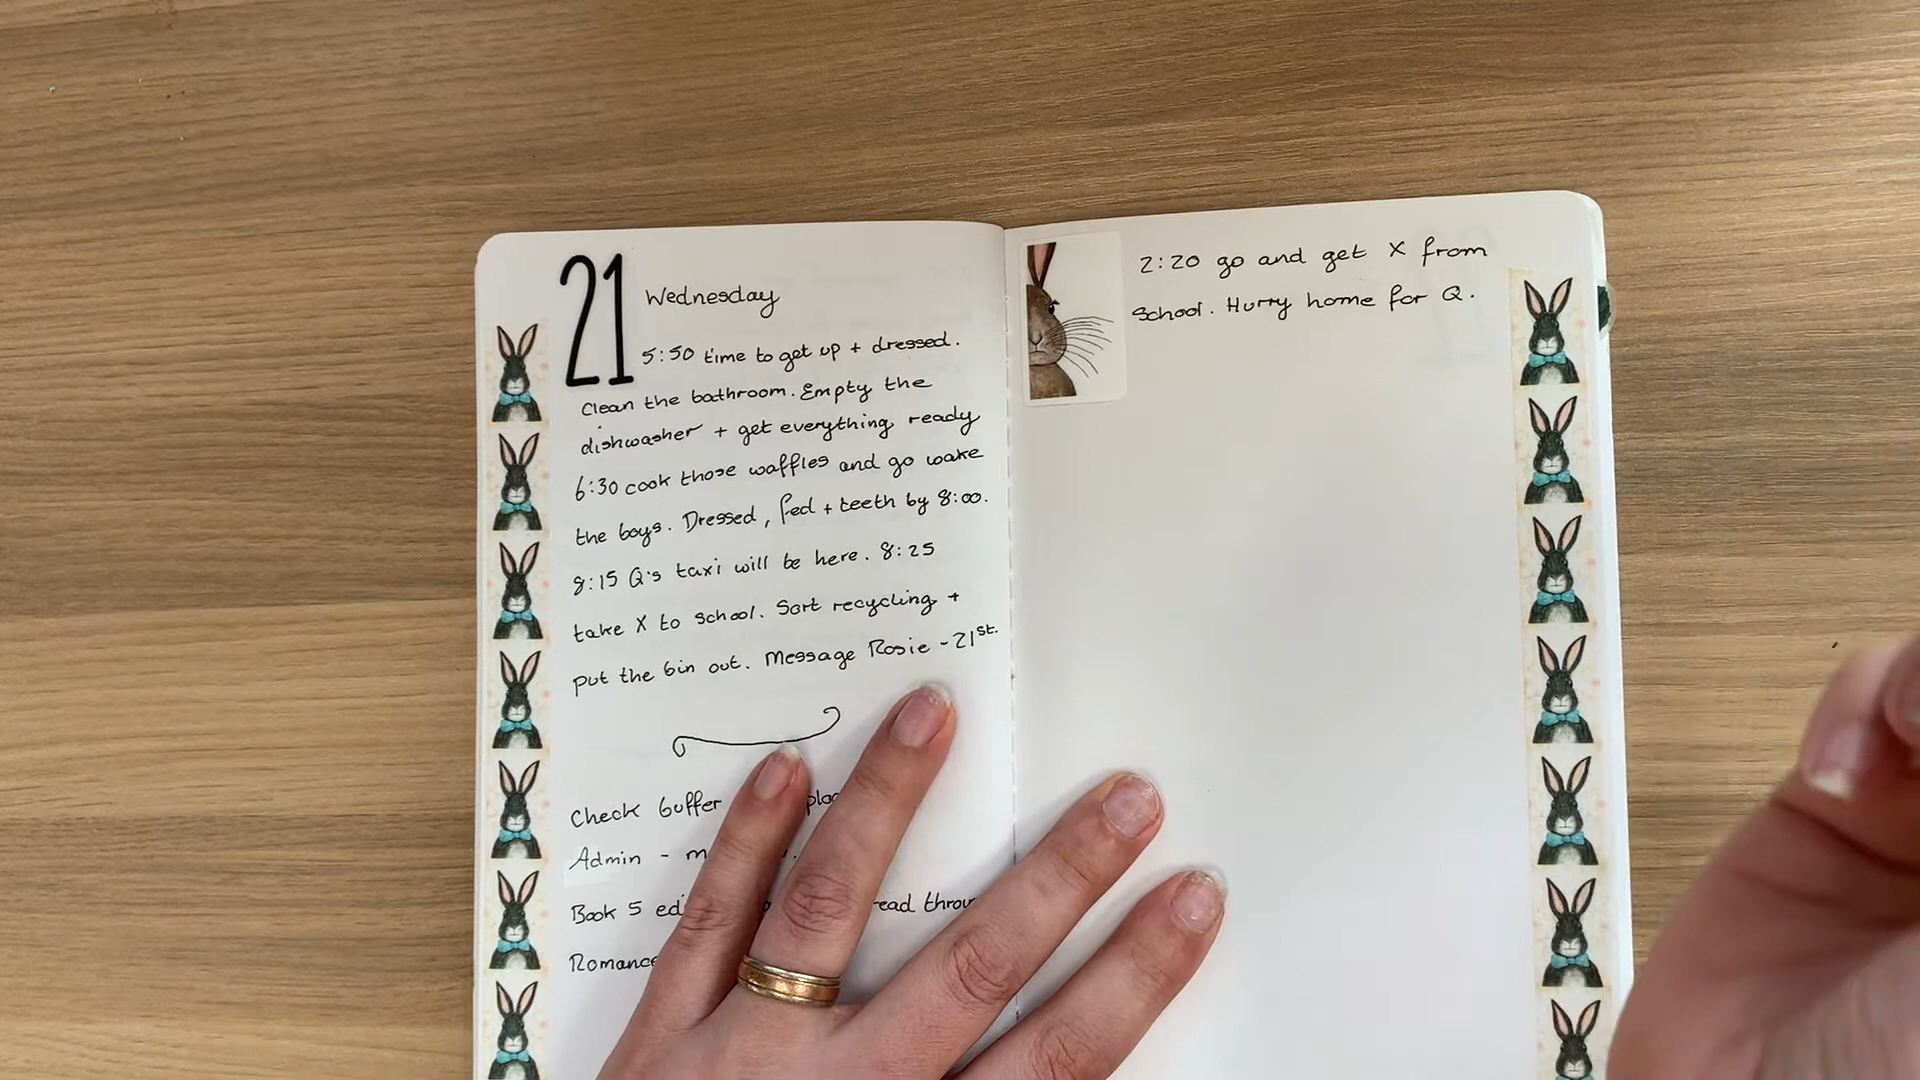 21
Wednesday
5:50 time to get up + dressed.
Clean the bathroom. Empty the
dishwasher + get everything ready
6:30 cook those waffles and go wake
the boys. Dressed, fed + teeth by 8:00.
8:15 Q's taxi will be here. 8:25
take X to school. Sort recycling +
put the bin out. Message Rosie - 21st.
Check buffer
Admin -
Book 5
read
Romance
2:20 go and get X from
School. Hurry home for Q.